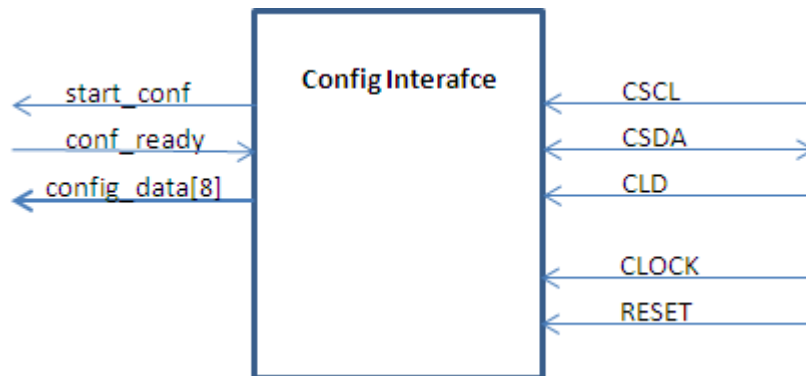 Config Interafce
start_conf
conf_ready
config_data[8]
CSCL
CSDA
CLD
CLOCK
RESET